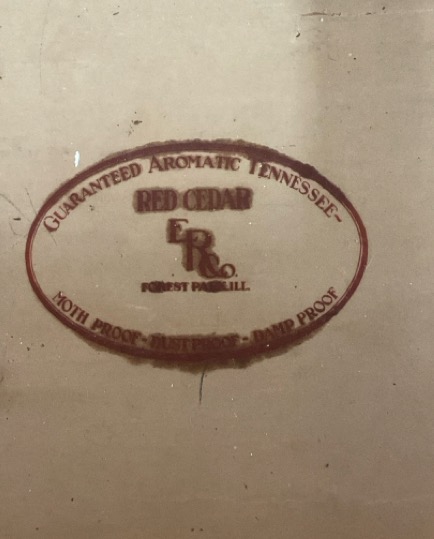 GUARANTEED AROMATIC TENNESSEE-
RED CEDAR
E.R.&Co.
FOREST PARK, ILL.
MOTH PROOF - DUST PROOF - DAMP PROOF